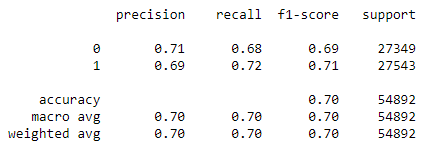 precision recall f1-score support
0 0.71 0.68 0.69 27349
1 0.69 0.72 0.71 27543
accuracy 0.70 54892
macro avg 0.70 0.70 0.70 54892
weighted avg 0.70 0.70 0.70 54892